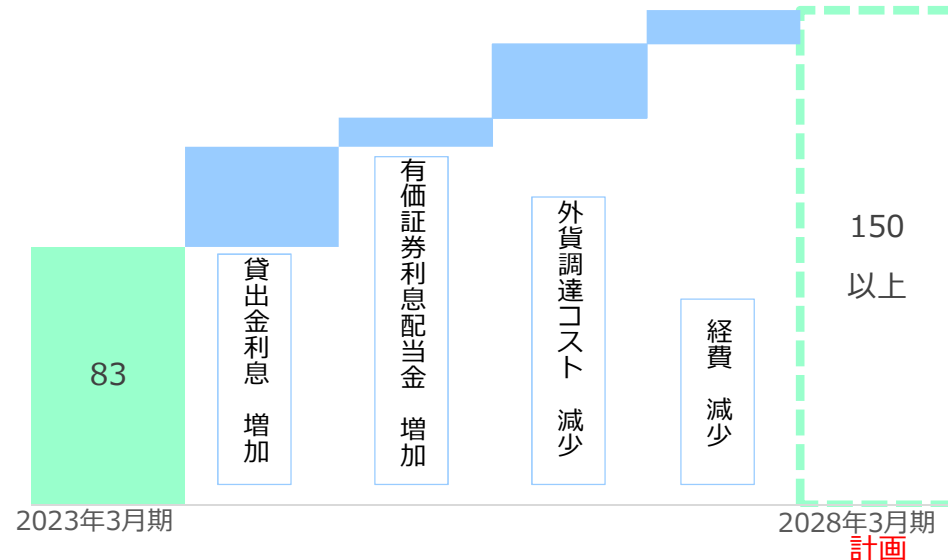 83
貸出金利息 増加
有価証券利息配当金 増加
外貨調達コスト 減少
経費 減少
150
以上
2023年3月期
2028年3月期
計画